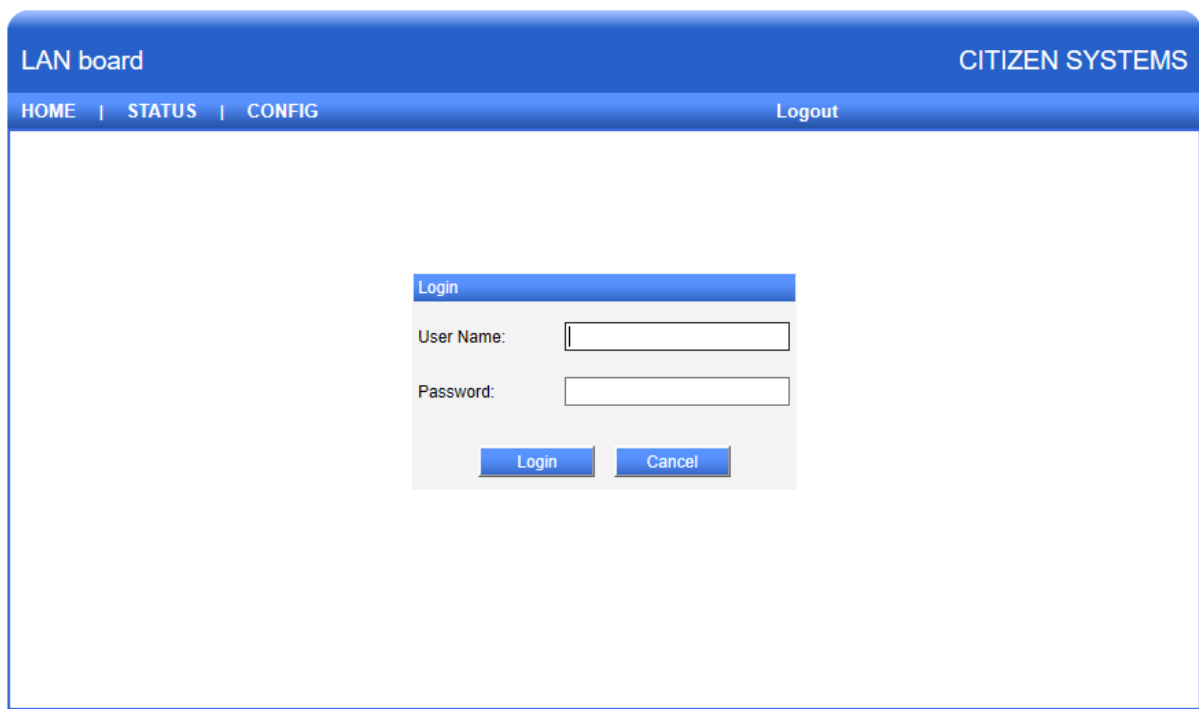 LAN board CITIZEN SYSTEMS
HOME | STATUS | CONFIG Logout
Login
User Name:
Password:
Login Cancel